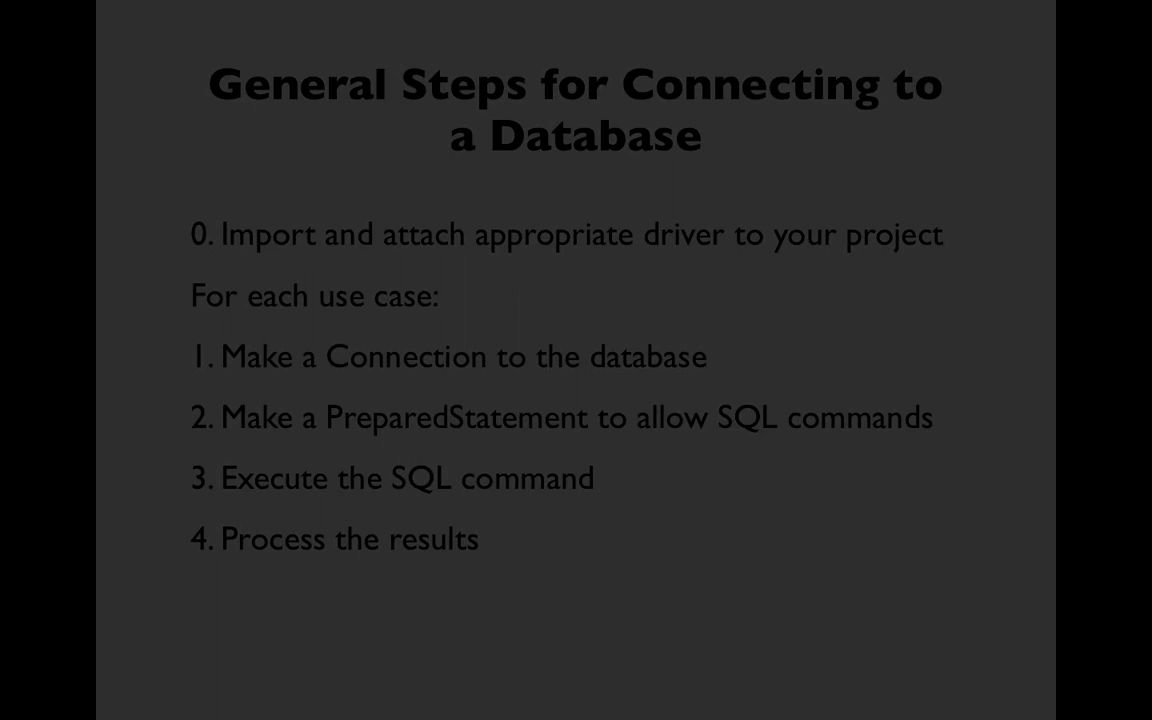 General Steps for Connecting to
a Database
0. Import and attach appropriate driver to your project
For each use case:
1. Make a Connection to the database
2. Make a PreparedStatement to allow SQL commands
3. Execute the SQL command
4. Process the results